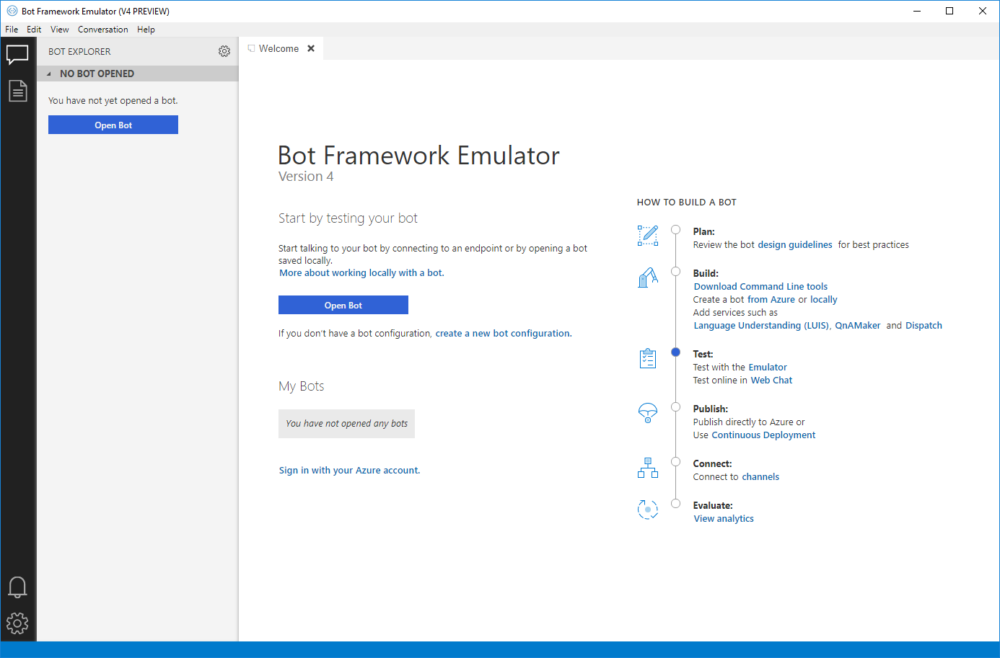 Bot Framework Emulator (V4 PREVIEW)
File Edit View Conversation Help
BOT EXPLORER
NO BOT OPENED
You have not yet opened a bot.
Open Bot
Welcome
Bot Framework Emulator
Version 4
Start by testing your bot
Start talking to your bot by connecting to an endpoint or by opening a bot
saved locally.
More about working locally with a bot.
Open Bot
If you don't have a bot configuration, create a new bot configuration.
My Bots
You have not opened any bots
Sign in with your Azure account.
HOW TO BUILD A BOT
Plan:
Review the bot design guidelines for best practices
Build:
Download Command Line tools
Create a bot from Azure or locally
Add services such as
Language Understanding (LUIS), QnAMaker and Dispatch
Test:
Test with the Emulator
Test online in Web Chat
Publish:
Publish directly to Azure or
Use Continuous Deployment
Connect:
Connect to channels
Evaluate:
View analytics